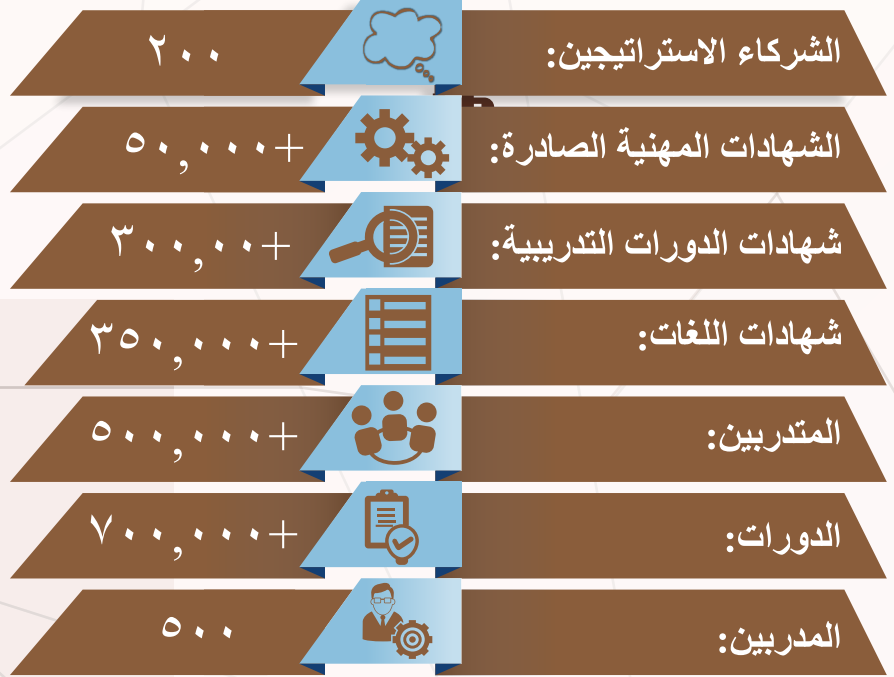 الشركاء الاستراتيجين: ٢٠٠
الشهادات المهنية الصادرة: ٥٠,٠٠٠+
شهادات الدورات التدريبية: ٣٠٠,٠٠+
شهادات اللغات: ٣٥٠,٠٠٠+
المتدربين: ٥٠٠,٠٠٠+
الدورات: ٧٠٠,٠٠٠+
المدربين: ٥٠٠